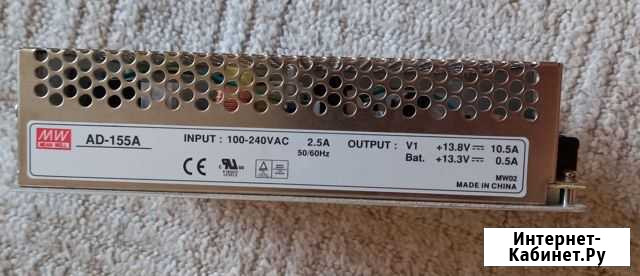 MW
MEAN WELL
AD-155A
INPUT : 100-240VAC 2.5A
50/60Hz
OUTPUT : V1 +13.8V 10.5A
Bat. +13.3V 0.5A
MW02
MADE IN CHINA
Интернет-
Кабинет.Ру